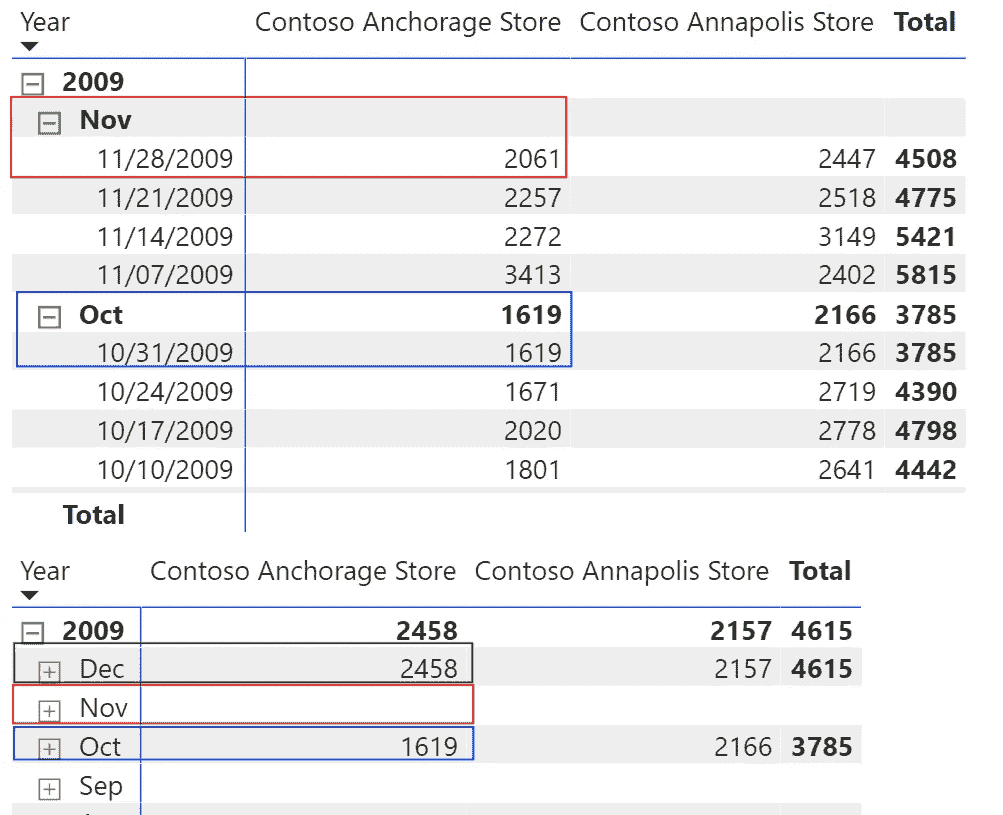 Year Contoso Anchorage Store Contoso Annapolis Store Total
2009
Nov
11/28/2009 2061 2447 4508
11/21/2009 2257 2518 4775
11/14/2009 2272 3149 5421
11/07/2009 3413 2402 5815
Oct 1619 2166 3785
10/31/2009 1619 2166 3785
10/24/2009 1671 2719 4390
10/17/2009 2020 2778 4798
10/10/2009 1801 2641 4442
Total
Year Contoso Anchorage Store Contoso Annapolis Store Total
2009 2458 2157 4615
Dec 2458 2157 4615
Nov
Oct 1619 2166 3785
Sep